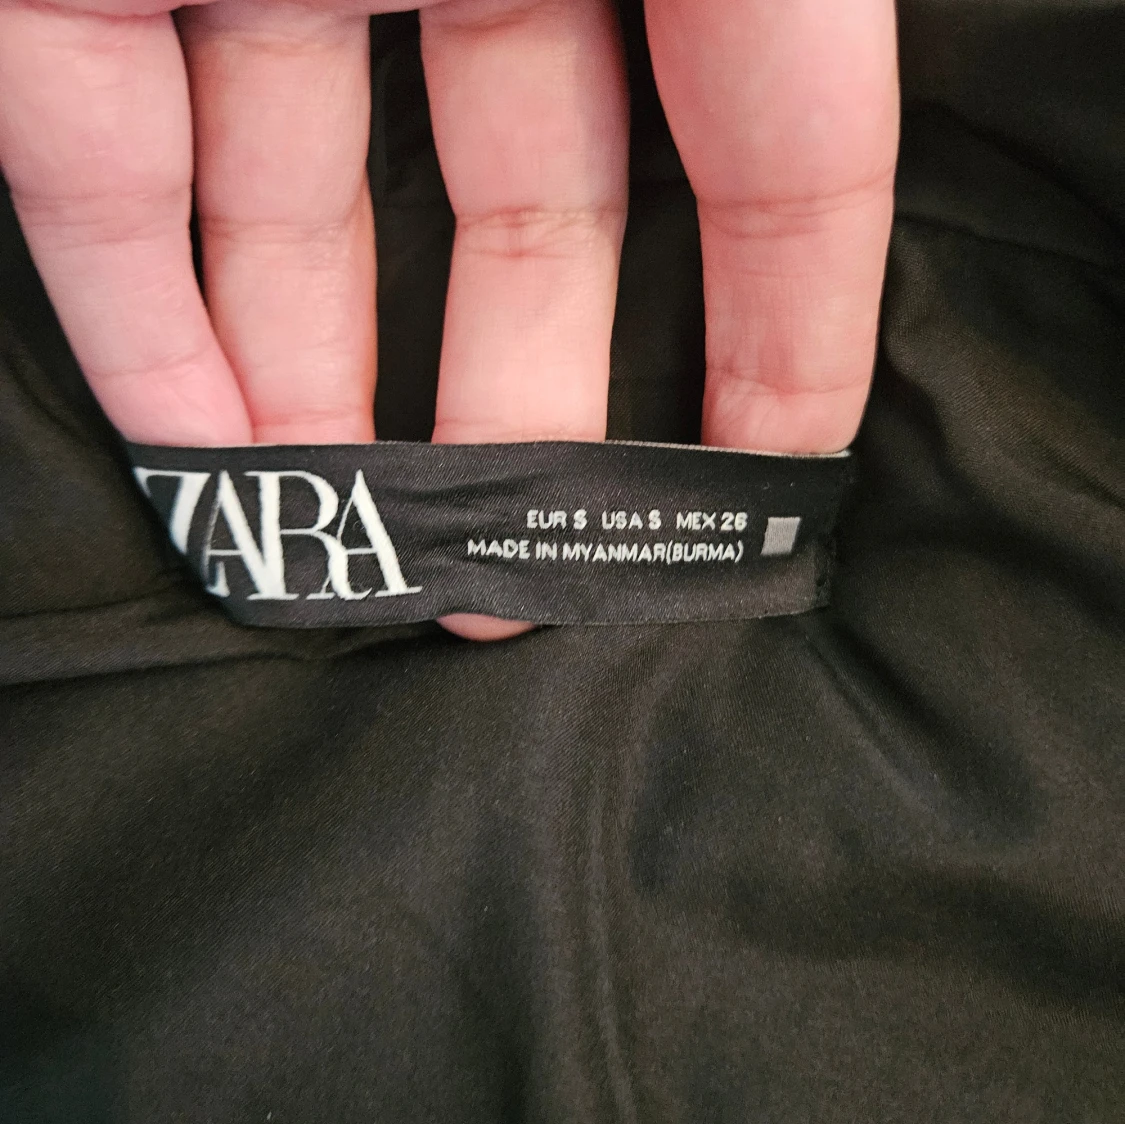 ZARA
EUR S USA S MEX 26
MADE IN MYANMAR(BURMA)